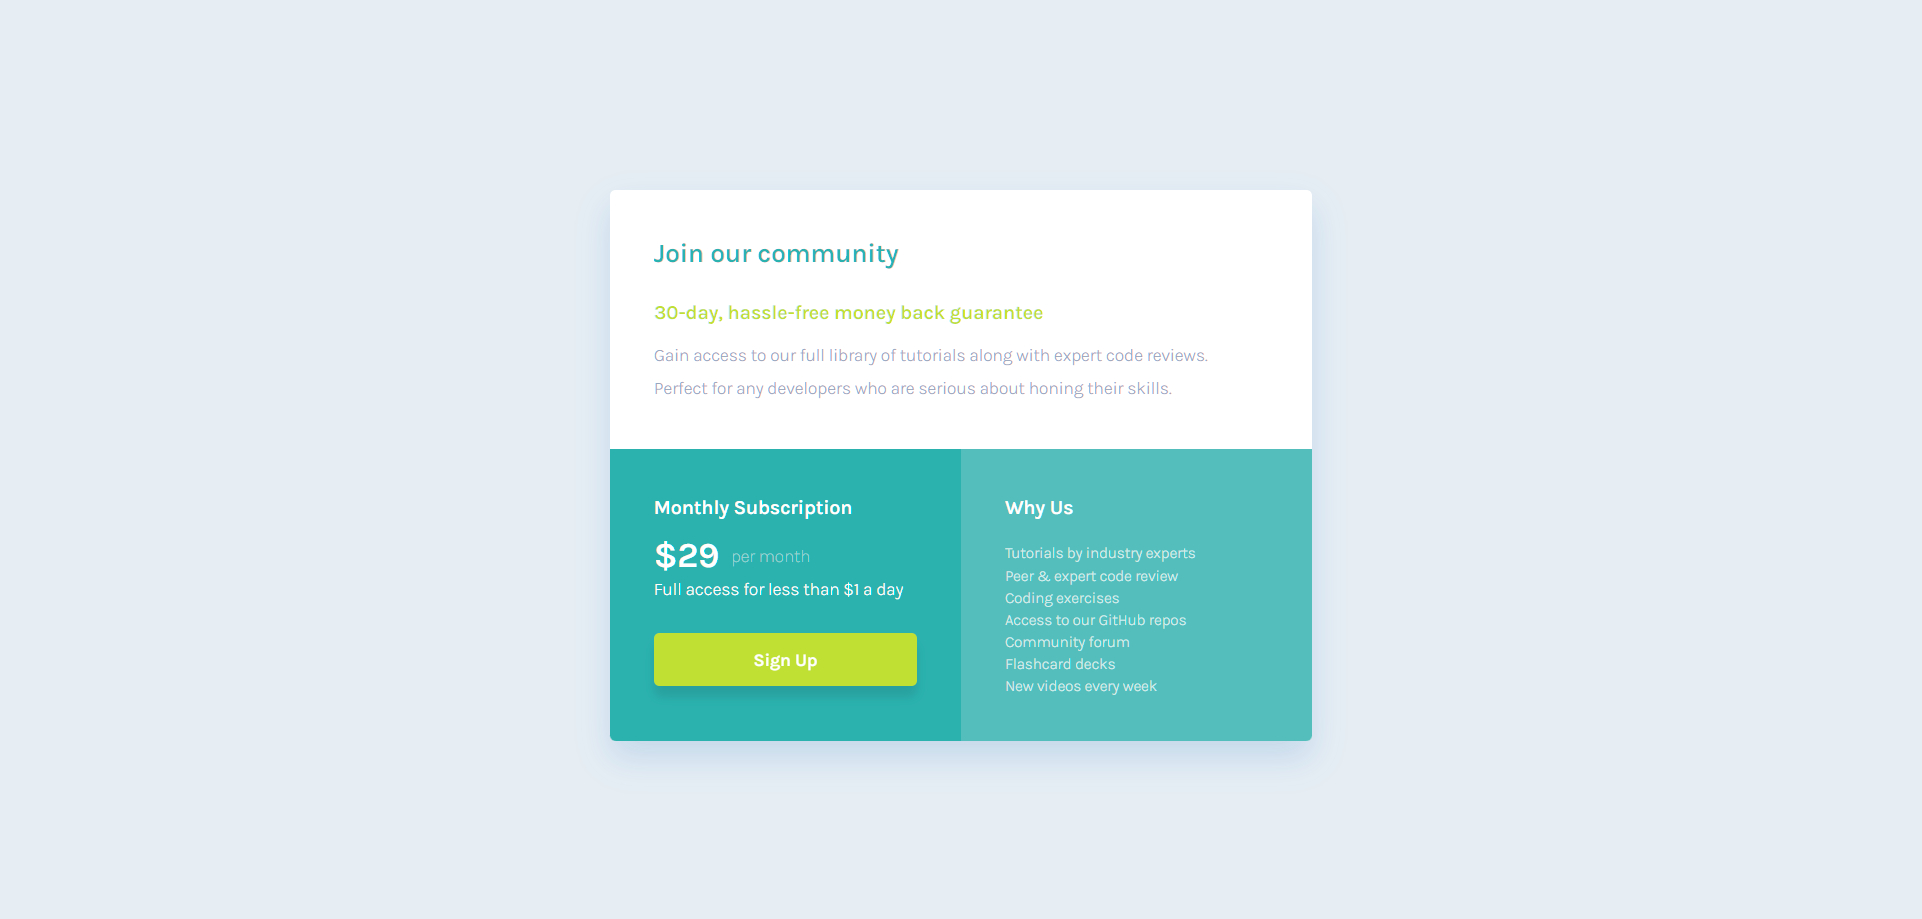 Join our community
30-day, hassle-free money back guarantee
Gain access to our full library of tutorials along with expert code reviews.
Perfect for any developers who are serious about honing their skills.
Monthly Subscription
$29 per month
Full access for less than $1 a day
Sign Up
Why Us
Tutorials by industry experts
Peer & expert code review
Coding exercises
Access to our GitHub repos
Community forum
Flashcard decks
New videos every week